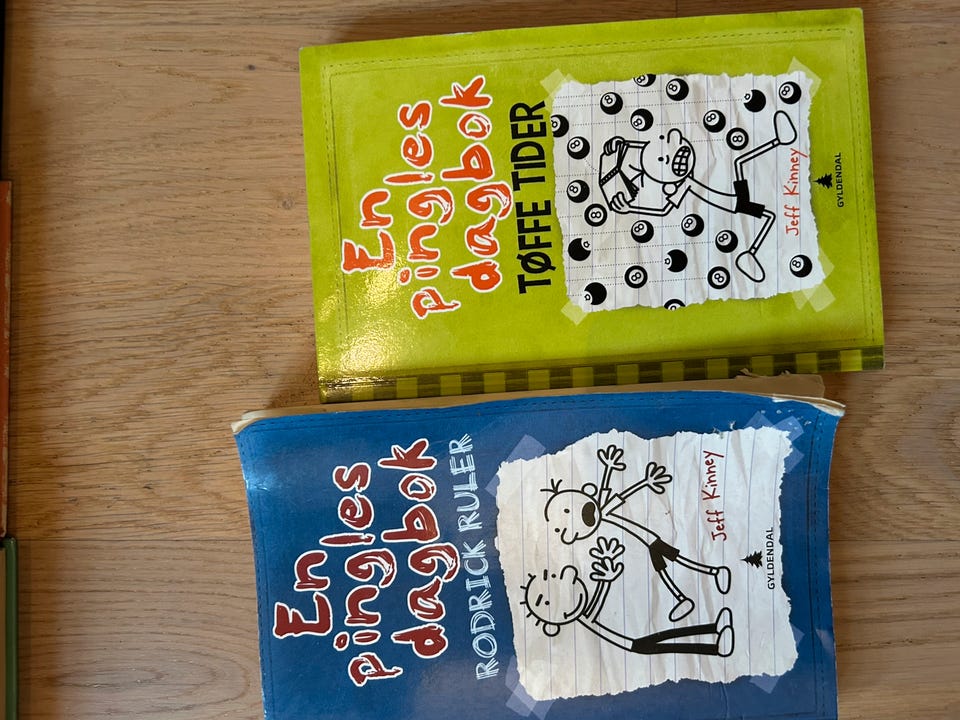 En
pingles
dagbok
TØFFE TIDER
Jeff Kinney
GYLDENDAL
En
pingles
dagbok
RODRICK RULER
Jeff Kinney
GYLDENDAL